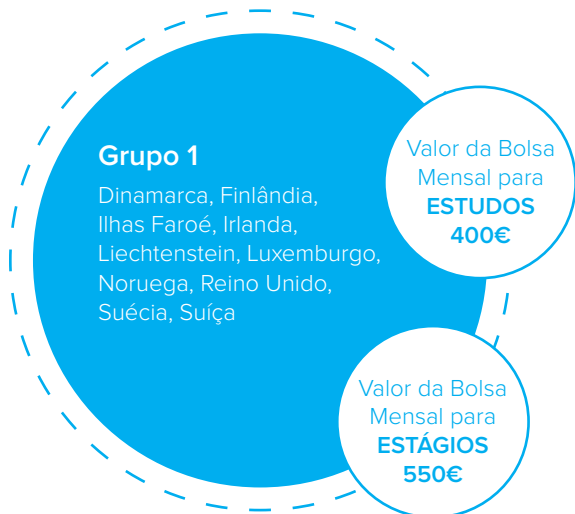 Grupo 1
Dinamarca, Finlândia,
Ilhas Faroé, Irlanda,
Liechtenstein, Luxemburgo,
Noruega, Reino Unido,
Suécia, Suíça
Valor da Bolsa
Mensal para
ESTUDOS
400€
Valor da Bolsa
Mensal para
ESTÁGIOS
550€